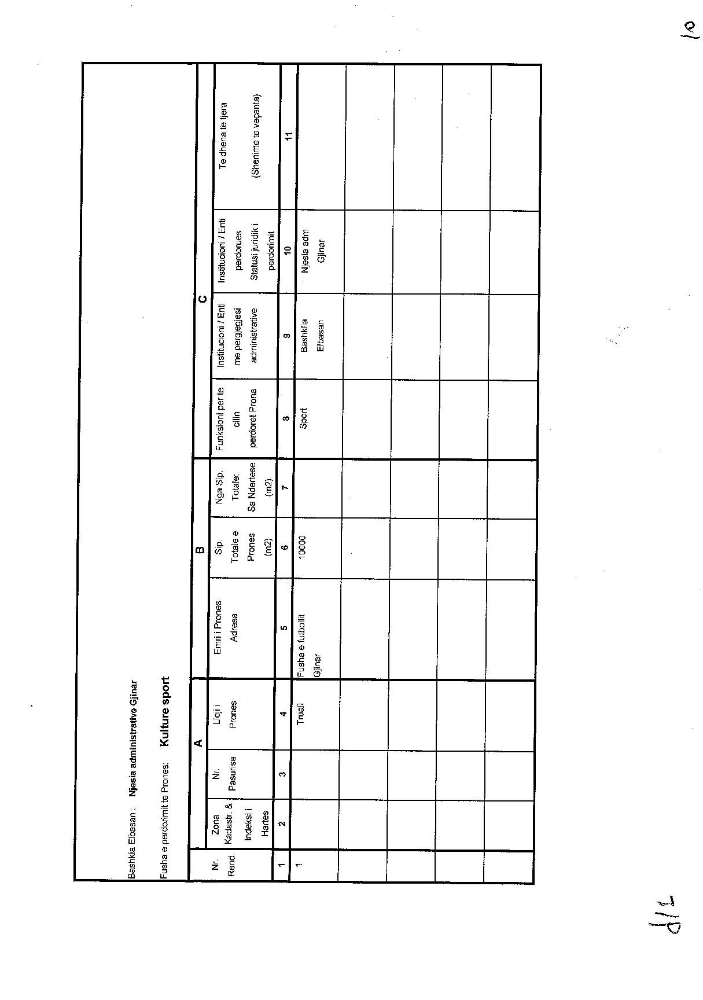 Bashkia Elbasan : Njesia administrative Gjinar
Fusha e perdorimit te Prones: Kulture sport
A B C
Nr. Rend.
Zona Kadastr. & Indeksi i Hartes
Nr. Pasurise
Lloji i Prones
Emri i Prones Adresa
Sip. Totale e Prones (m2)
Nga Sip. Totale: Sa Ndertese (m2)
Funksioni per te cilin perdoret Prona
Institucioni / Enti me pergjegjesi administrative
Institucioni / Enti perdorues Statusi juridik i perdorimit
Te dhena te tjera (Shenime te veçanta)
1 2 3 4 5 6 7 8 9 10 11
1 Truall Fusha e futbollit Gjinar 10000 Sport Bashkia Elbasan Njesia adm Gjinar
10